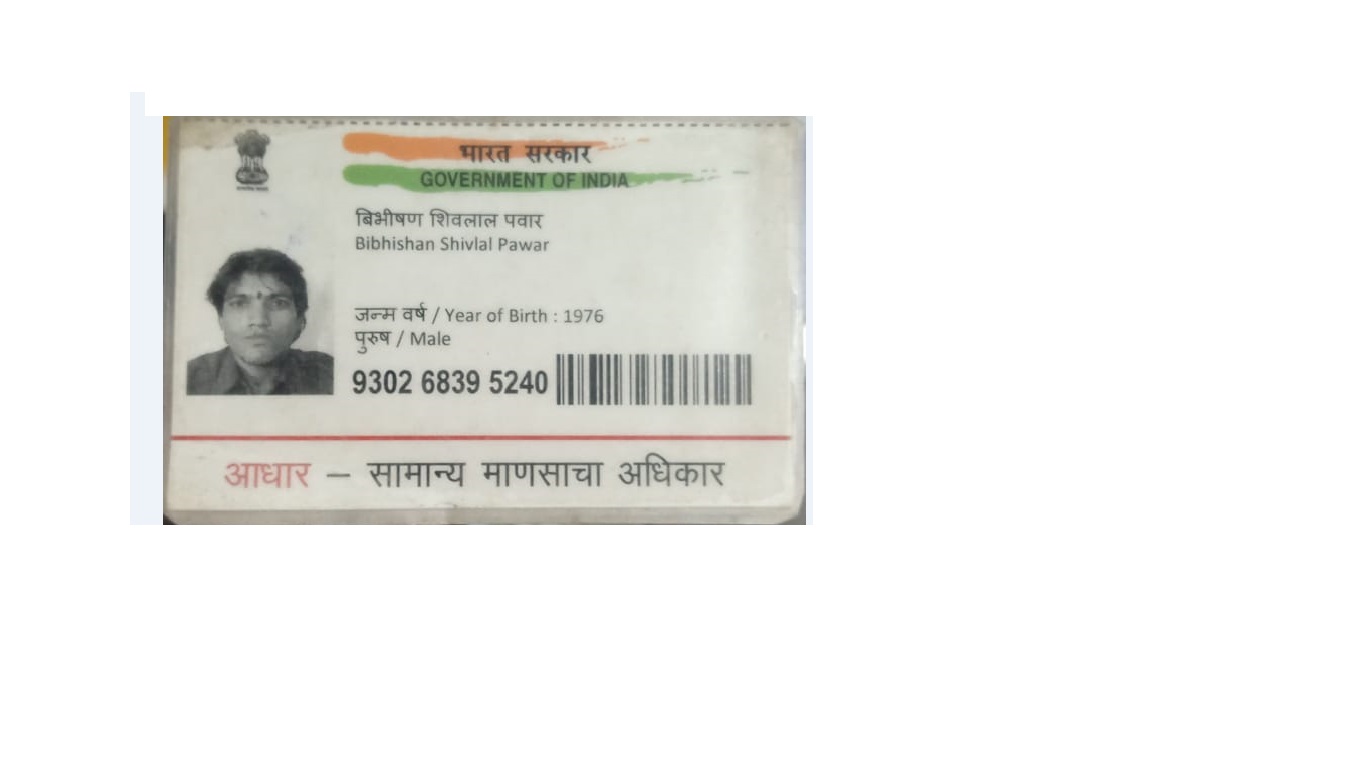 भारत सरकार
GOVERNMENT OF INDIA
बिभीषण शिवलाल पवार
Bibhishan Shivlal Pawar
जन्म वर्ष / Year of Birth : 1976
पुरुष / Male
9302 6839 5240
आधार – सामान्य माणसाचा अधिकार